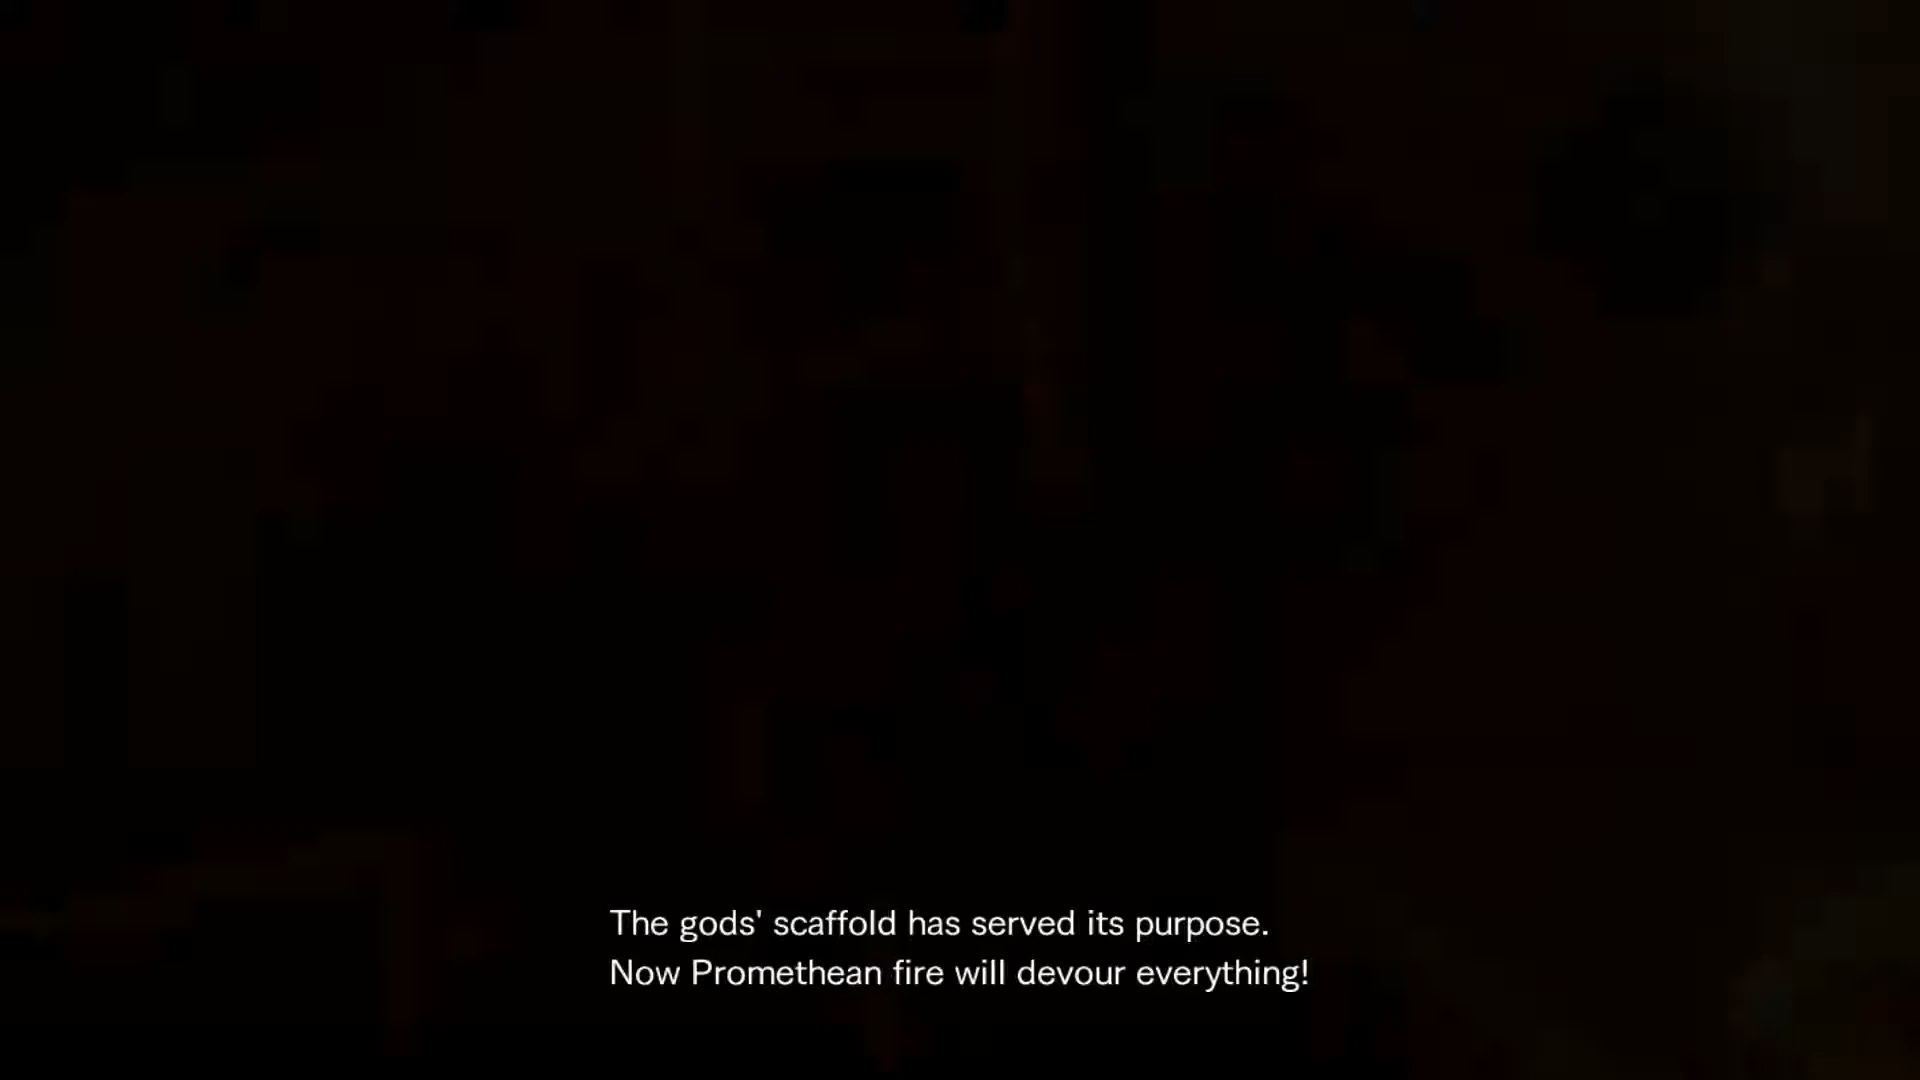 The gods' scaffold has served its purpose.
Now Promethean fire will devour everything!